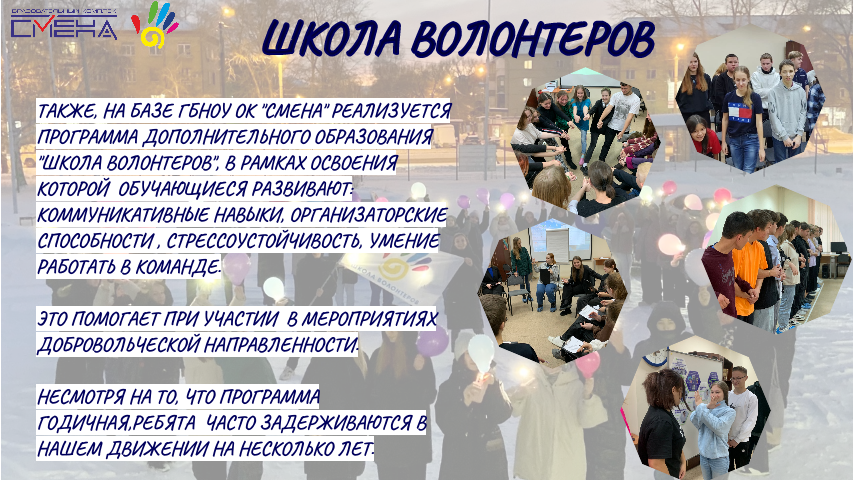 ОБРАЗОВАТЕЛЬНЫЙ КОМПЛЕКС
СМЕНА
ШКОЛА ВОЛОНТЕРОВ
ТАКЖЕ, НА БАЗЕ ГБНОУ ОК "СМЕНА" РЕАЛИЗУЕТСЯ
ПРОГРАММА ДОПОЛНИТЕЛЬНОГО ОБРАЗОВАНИЯ
"ШКОЛА ВОЛОНТЕРОВ", В РАМКАХ ОСВОЕНИЯ
КОТОРОЙ ОБУЧАЮЩИЕСЯ РАЗВИВАЮТ:
КОММУНИКАТИВНЫЕ НАВЫКИ, ОРГАНИЗАТОРСКИЕ
СПОСОБНОСТИ , СТРЕССОУСТОЙЧИВОСТЬ, УМЕНИЕ
РАБОТАТЬ В КОМАНДЕ.
ЭТО ПОМОГАЕТ ПРИ УЧАСТИИ В МЕРОПРИЯТИЯХ
ДОБРОВОЛЬЧЕСКОЙ НАПРАВЛЕННОСТИ.
НЕСМОТРЯ НА ТО, ЧТО ПРОГРАММА
ГОДИЧНАЯ,РЕБЯТА ЧАСТО ЗАДЕРЖИВАЮТСЯ В
НАШЕМ ДВИЖЕНИИ НА НЕСКОЛЬКО ЛЕТ.